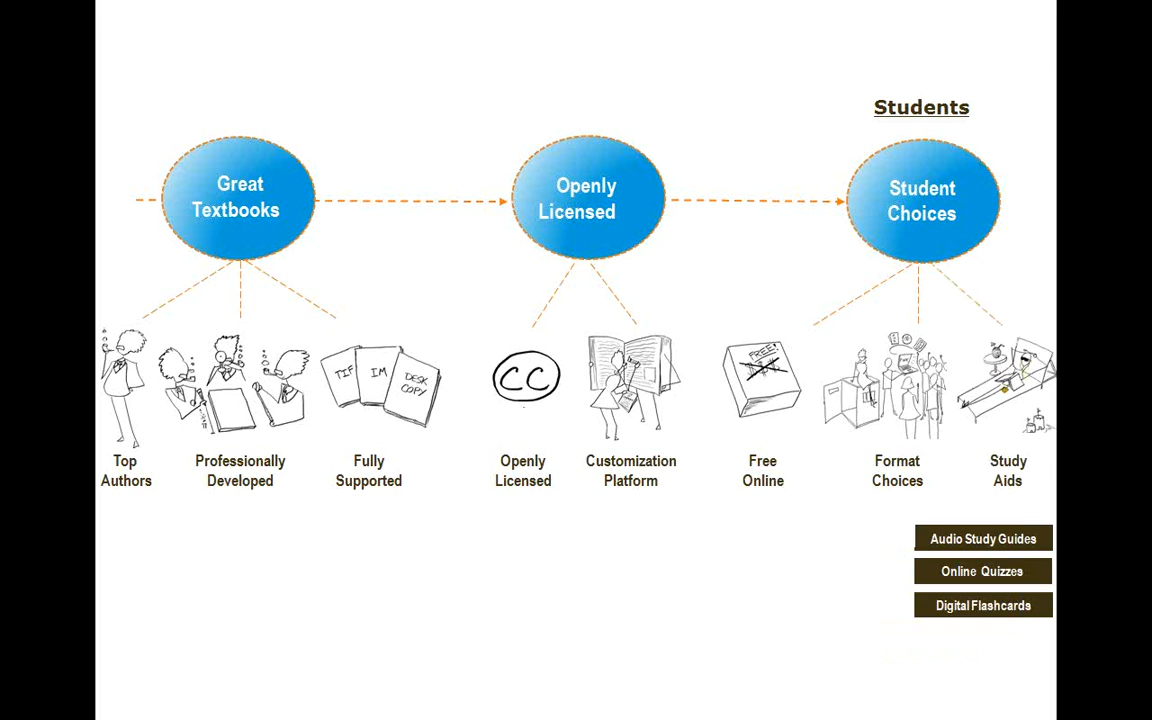 Students
Great
Textbooks
Openly
Licensed
Student
Choices
TIF
IM
DESK
COPY
CC
FREE!
Top
Authors
Professionally
Developed
Fully
Supported
Openly
Licensed
Customization
Platform
Free
Online
Format
Choices
Study
Aids
Audio Study Guides
Online Quizzes
Digital Flashcards